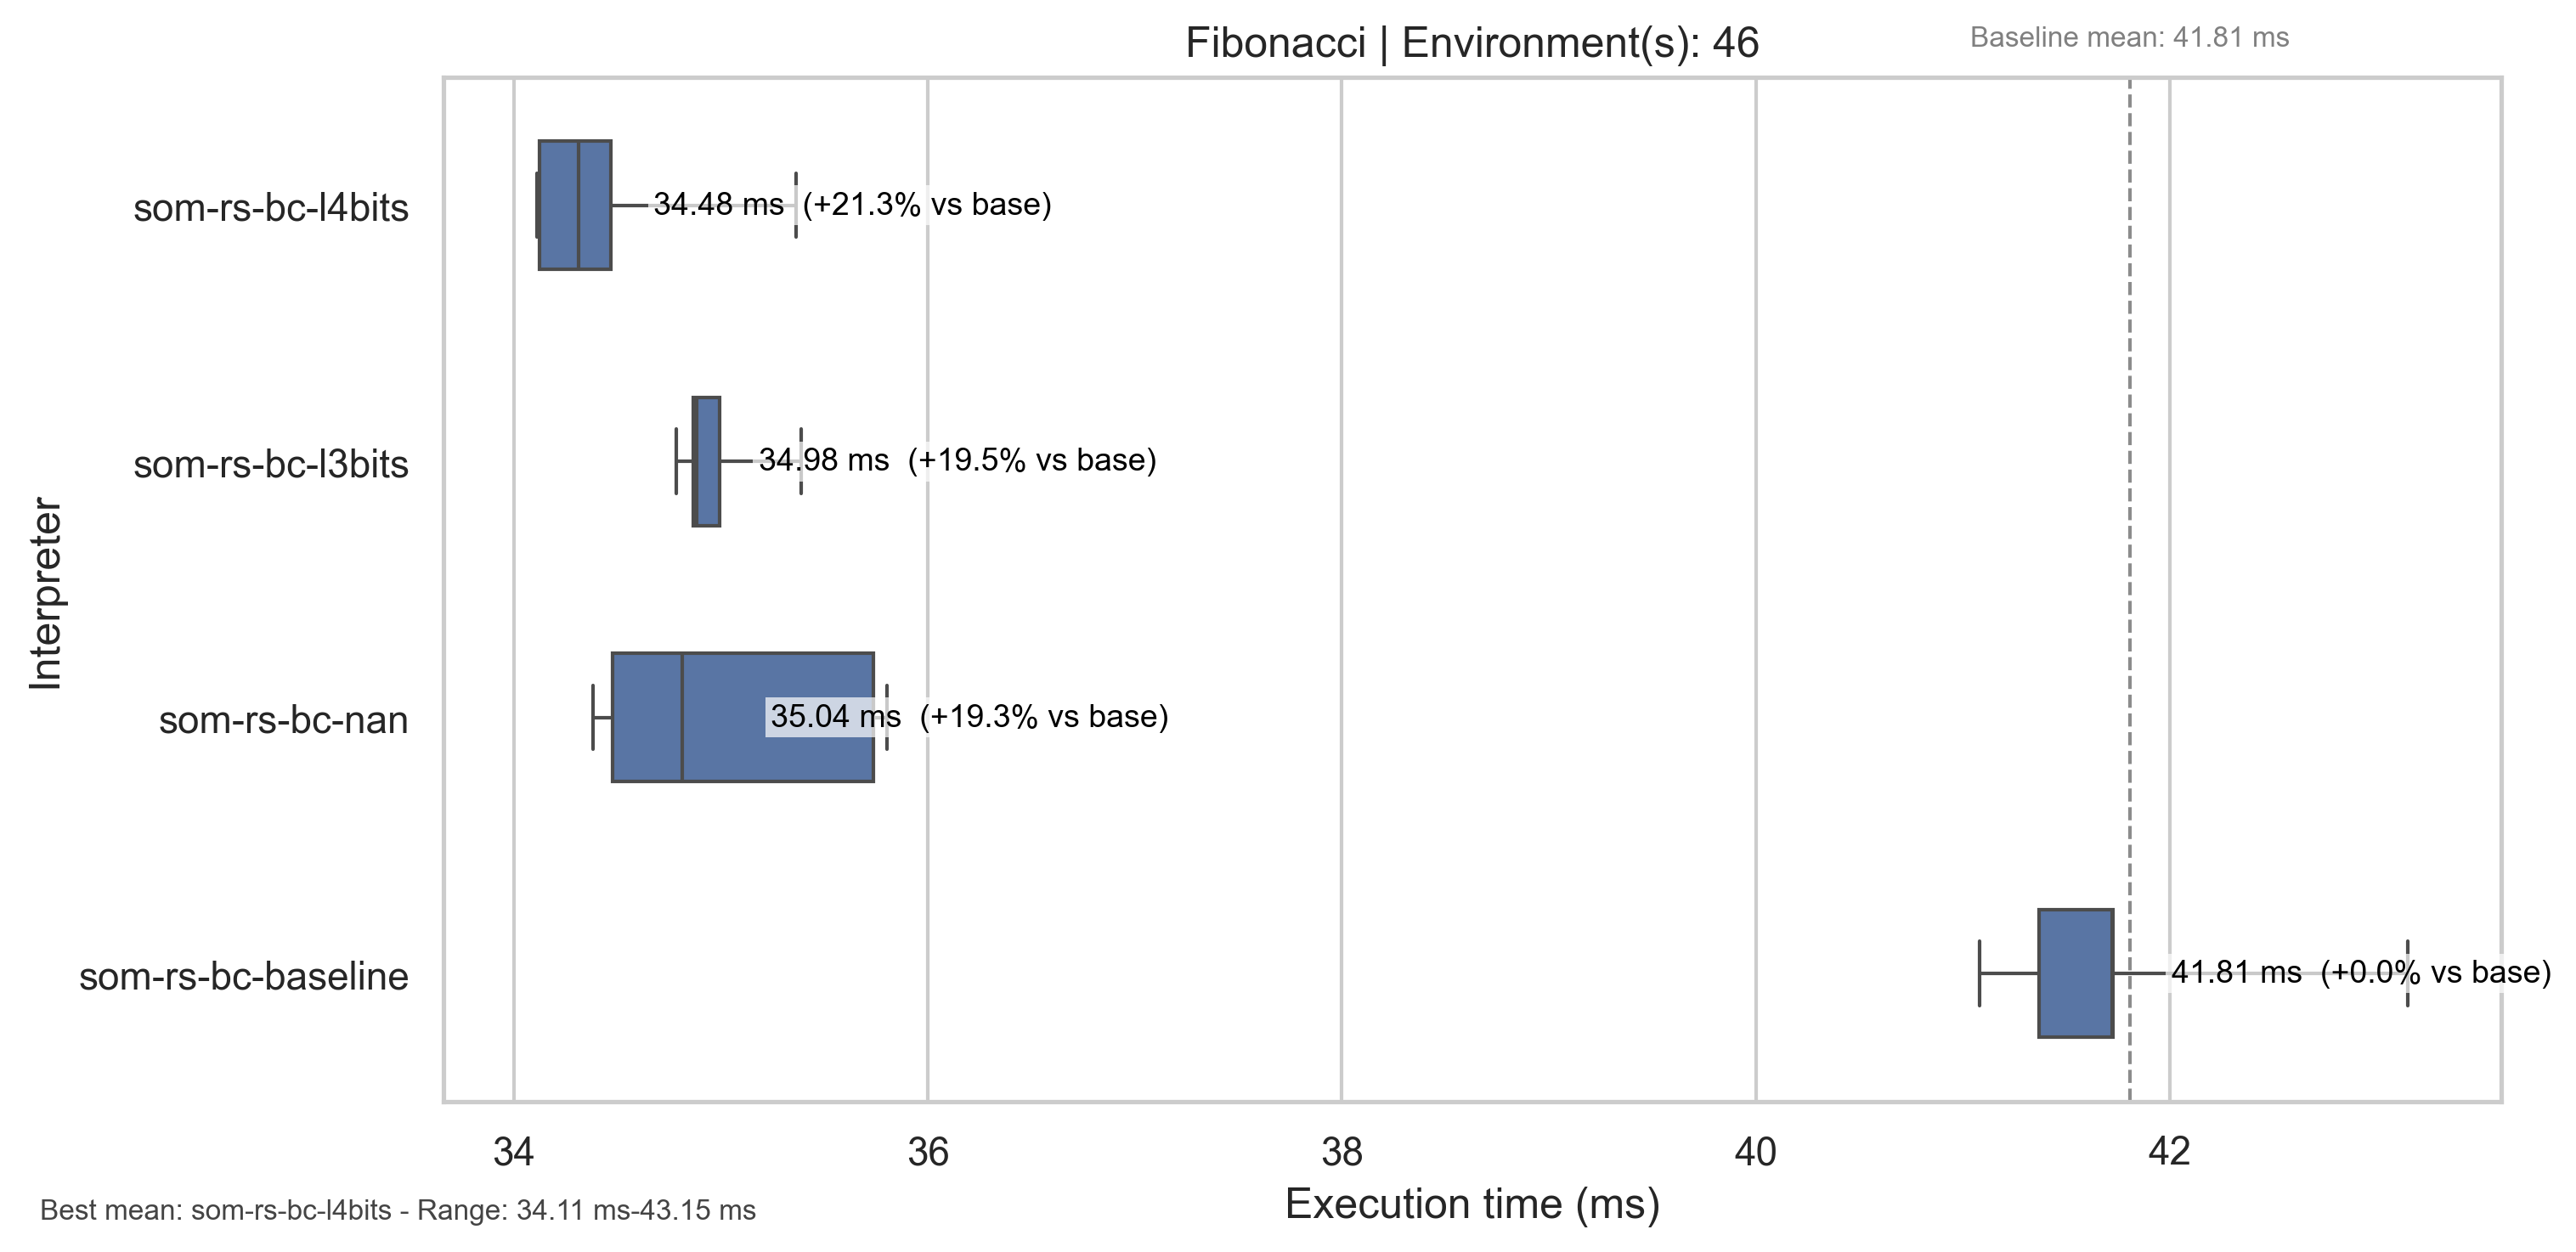 Fibonacci | Environment(s): 46
Baseline mean: 41.81 ms
som-rs-bc-l4bits
34.48 ms  (+21.3% vs base)
som-rs-bc-l3bits
34.98 ms  (+19.5% vs base)
Interpreter
som-rs-bc-nan
35.04 ms  (+19.3% vs base)
som-rs-bc-baseline
41.81 ms  (+0.0% vs base)
34 36 38 40 42
Execution time (ms)
Best mean: som-rs-bc-l4bits - Range: 34.11 ms-43.15 ms